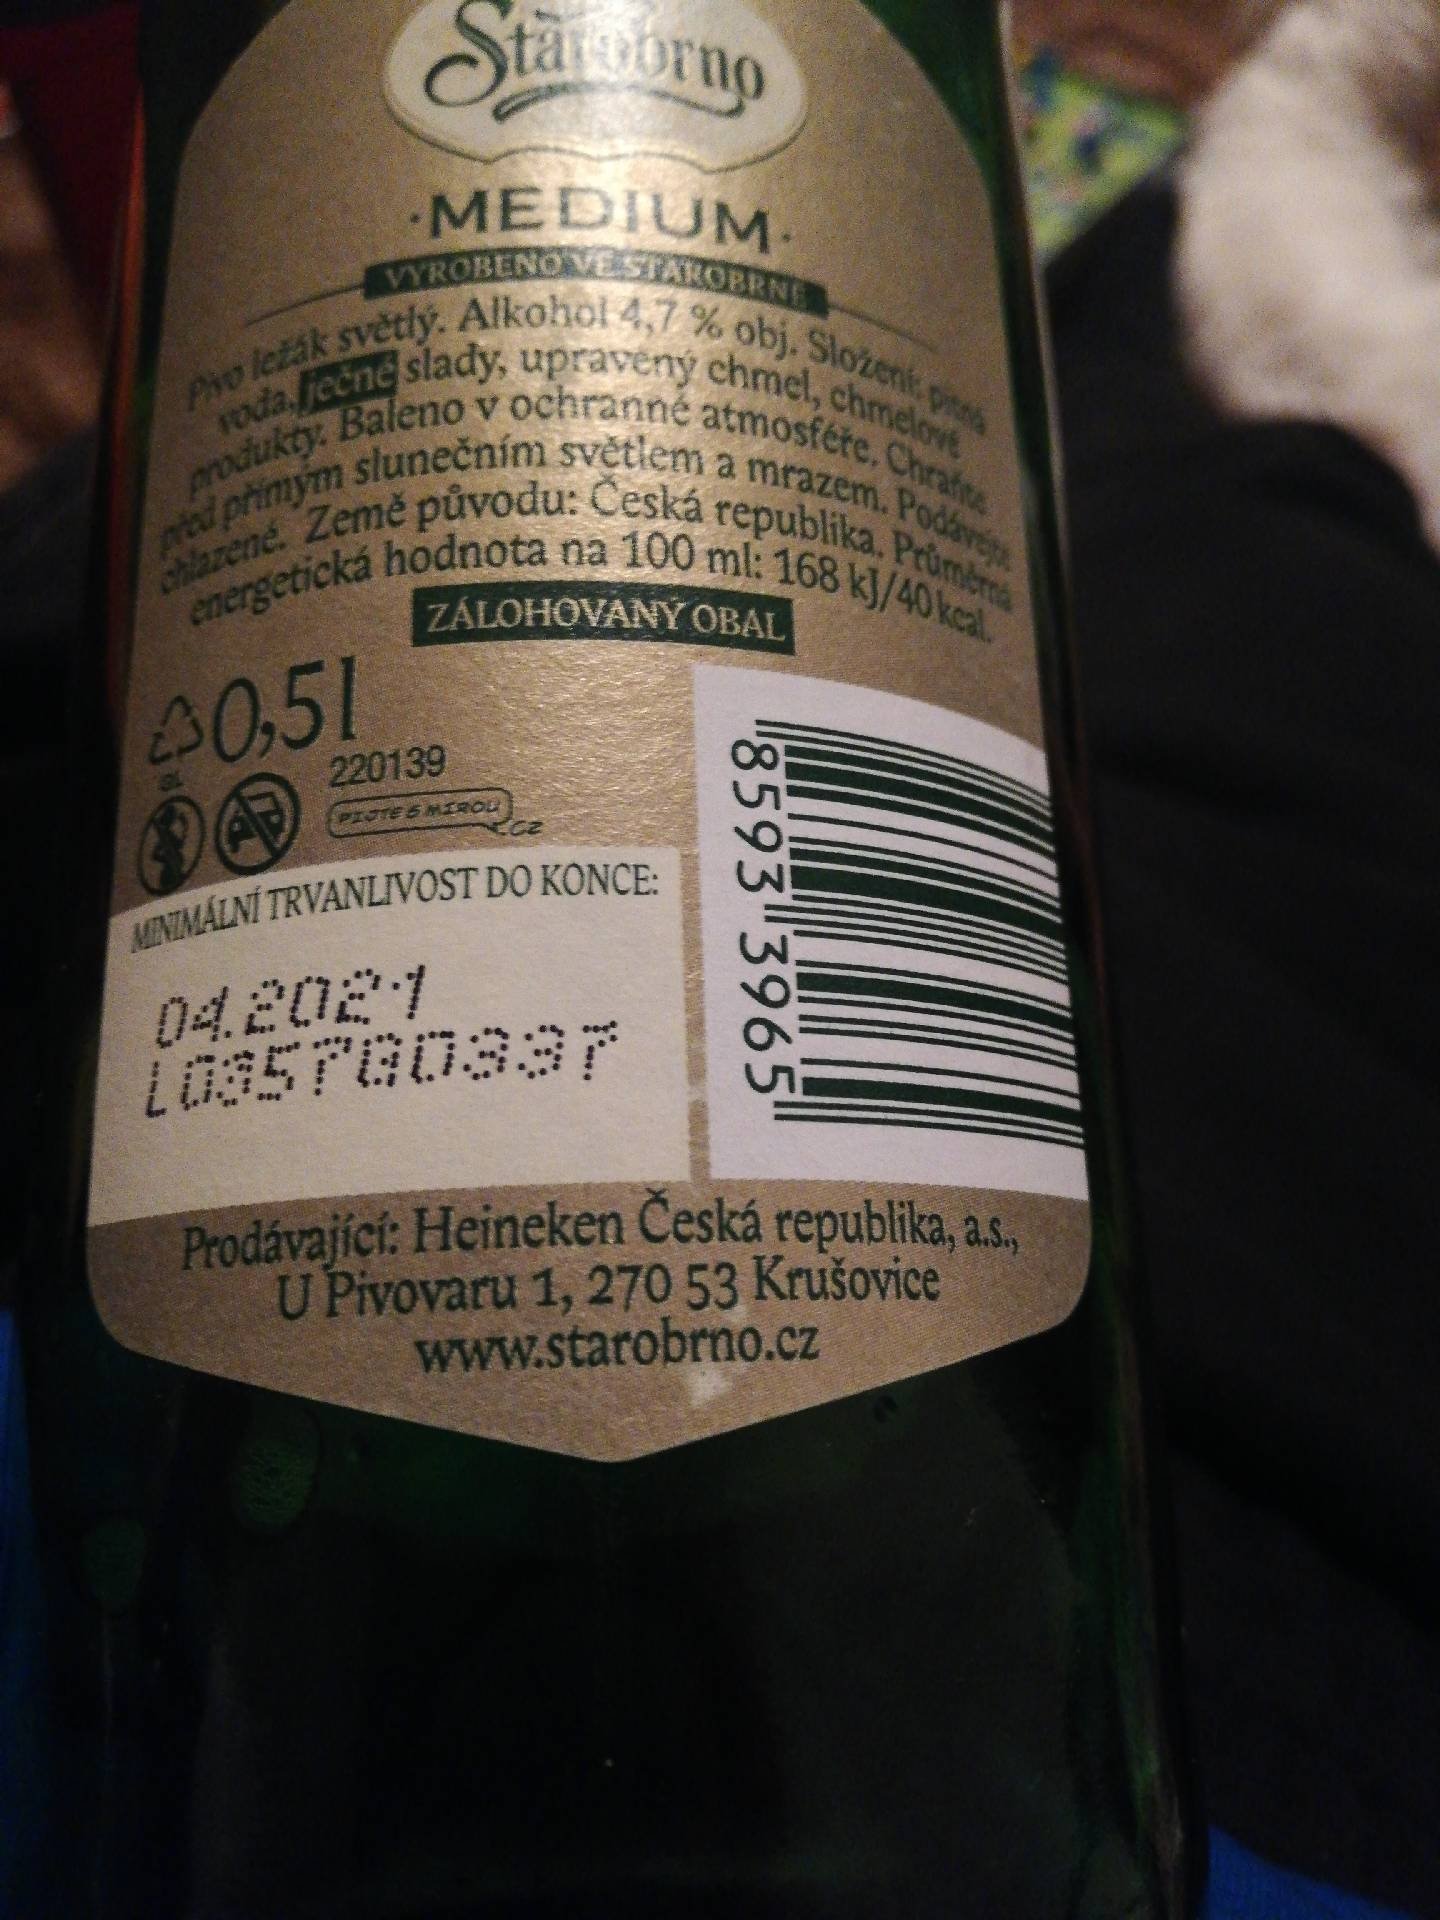 Starobrno
·MEDIUM·
VYROBENO VE STAROBRNĚ
Pivo ležák světlý. Alkohol 4,7 % obj. Složení: pitná
voda, ječné slady, upravený chmel, chmelové
produkty. Baleno v ochranné atmosféře. Chraňte
před přímým slunečním světlem a mrazem. Podávejte
chlazené. Země původu: Česká republika. Průměrná
energetická hodnota na 100 ml: 168 kJ/40 kcal.
ZÁLOHOVANÝ OBAL
0,5l
GL
220139
PIJTE S MÍROU
.CZ
MINIMÁLNÍ TRVANLIVOST DO KONCE:
04.2021
8593 3965
Prodávající: Heineken Česká republika, a.s.,
U Pivovaru 1, 270 53 Krušovice
www.starobrno.cz